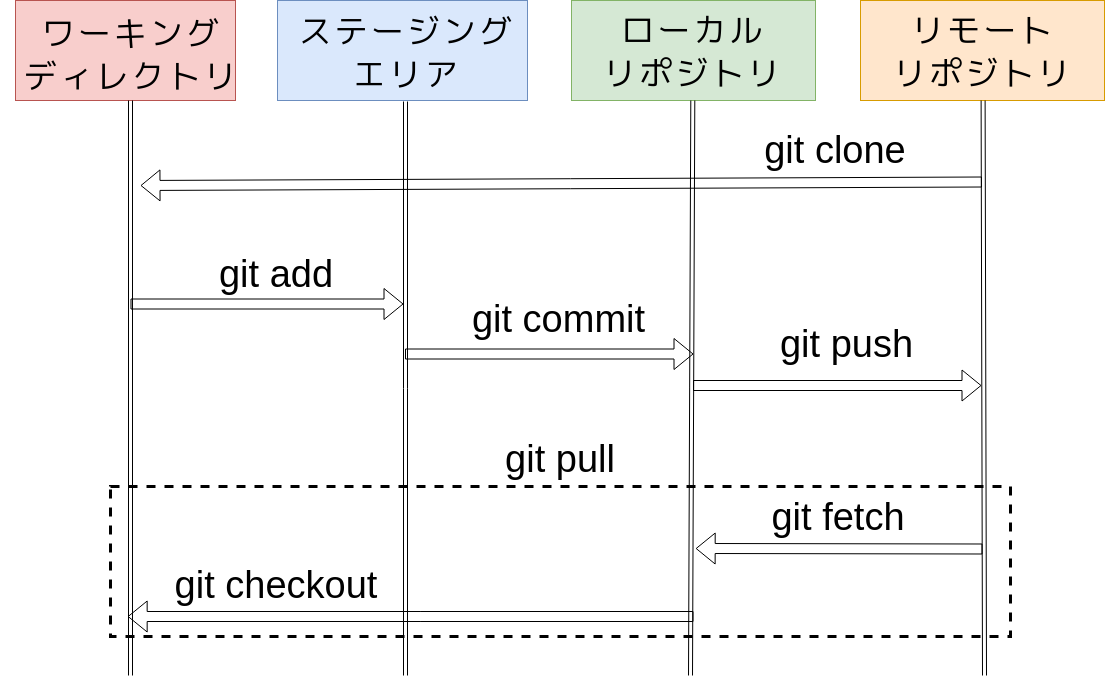 ワーキング
ディレクトリ
ステージング
エリア
ローカル
リポジトリ
リモート
リポジトリ
git clone
git add
git commit
git push
git pull
git fetch
git checkout